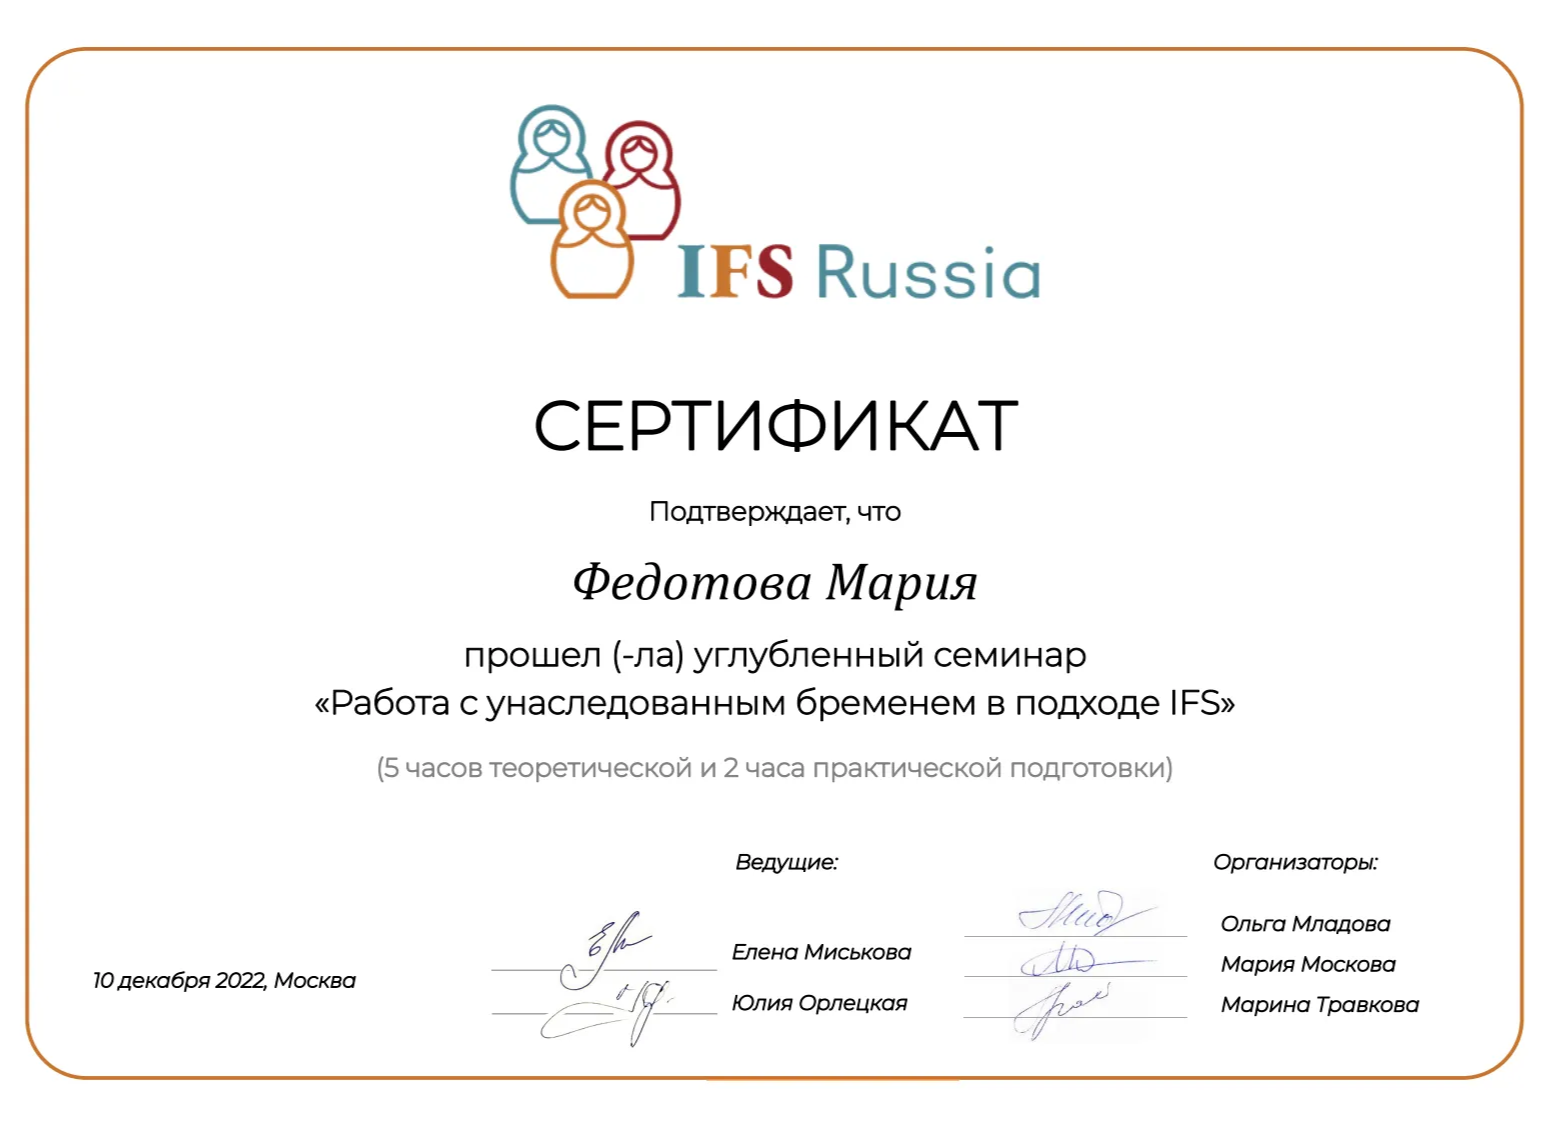 IFS Russia
СЕРТИФИКАТ
Подтверждает, что
Федотова Мария
прошел (-ла) углубленный семинар
«Работа с унаследованным бременем в подходе IFS»
(5 часов теоретической и 2 часа практической подготовки)
Ведущие:
Елена Миськова
Юлия Орлецкая
Организаторы:
Ольга Младова
Мария Москова
Марина Травкова
10 декабря 2022, Москва